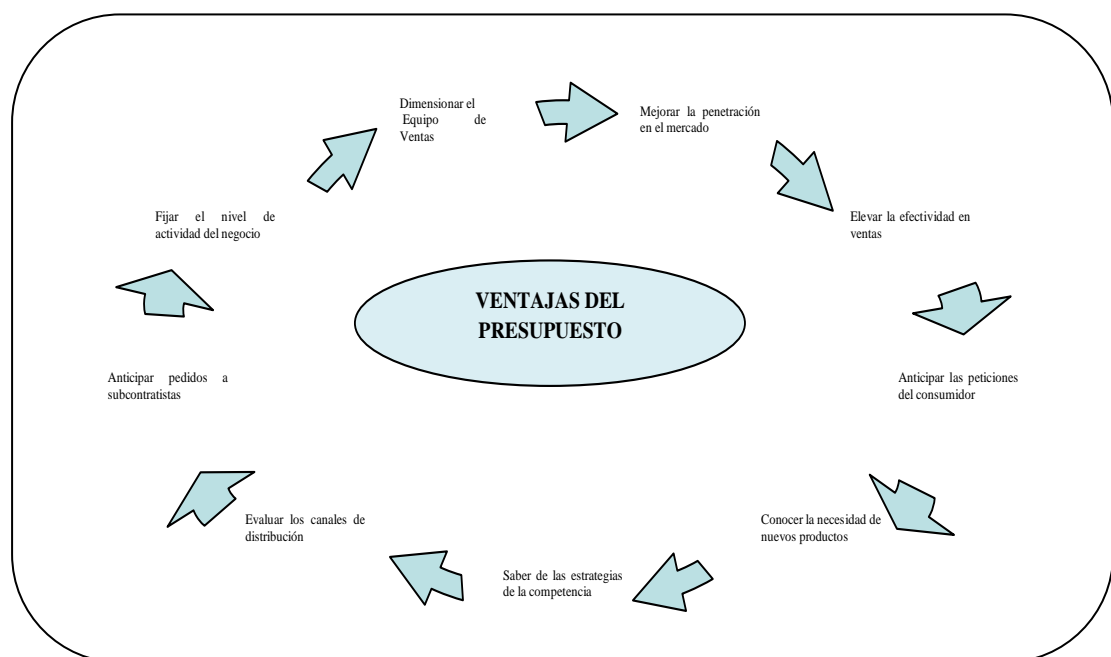 Dimensionar el
Equipo de
Ventas
Mejorar la penetración
en el mercado
Elevar la efectividad en
ventas
Anticipar las peticiones
del consumidor
Conocer la necesidad de
nuevos productos
Saber de las estrategias
de la competencia
Evaluar los canales de
distribución
Anticipar pedidos a
subcontratistas
Fijar el nivel de
actividad del negocio
VENTAJAS DEL
PRESUPUESTO